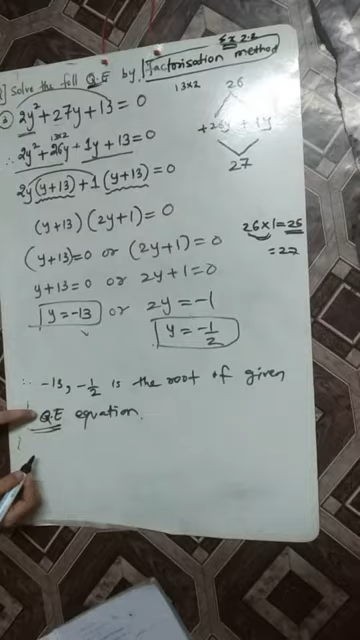 Ex 2.2
Q] Solve the foll Q.E by Factorisation method
2y² + 27y + 13 = 0
13x2
26
13x2
+26y +1y
∴ 2y² + 26y + 1y + 13 = 0
27
2y (y+13) + 1 (y+13) = 0
(y+13) (2y+1) = 0
26 x 1 = 26
= 27
(y+13)=0 or (2y+1) = 0
y+13=0 or 2y+1=0
y = -13 or 2y = -1
y = -1/2
∴ -13, -1/2 is the root of given
Q.E equation.